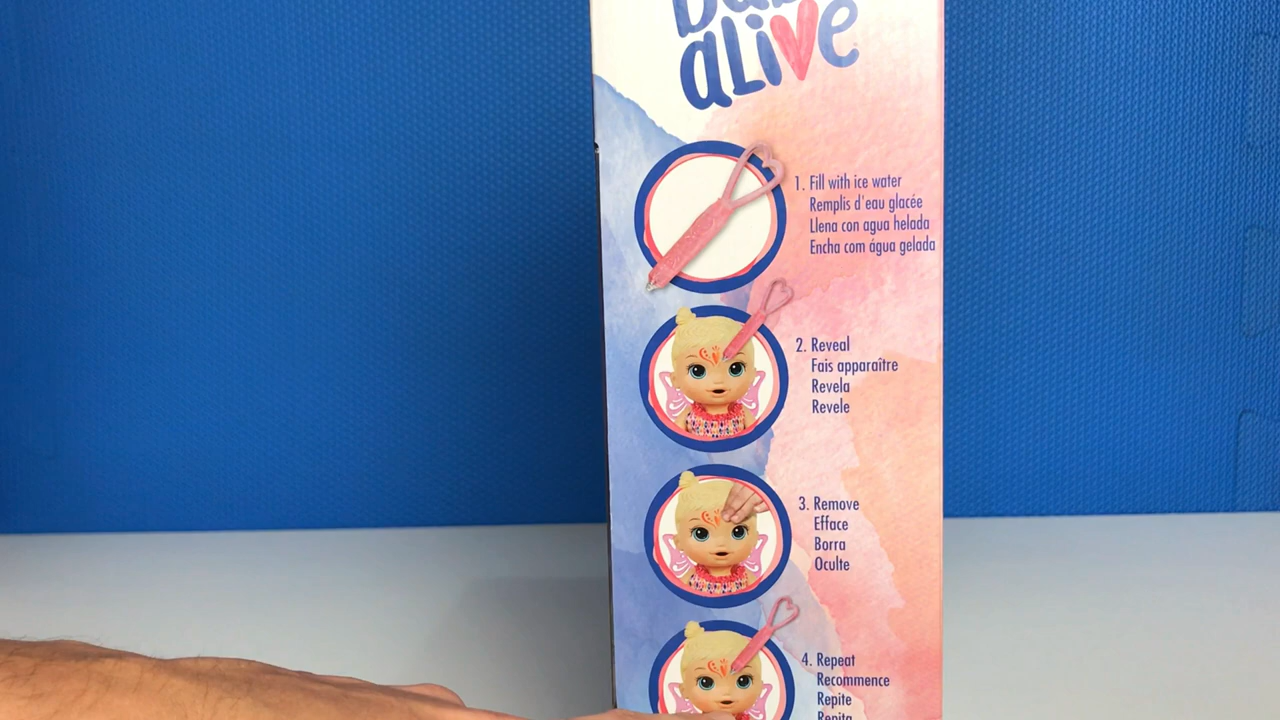 aLive
1. Fill with ice water
Remplis d'eau glacée
Llena con agua helada
Encha com água gelada
2. Reveal
Fais apparaître
Revela
Revele
3. Remove
Efface
Borra
Oculte
4. Repeat
Recommence
Repite
Repita